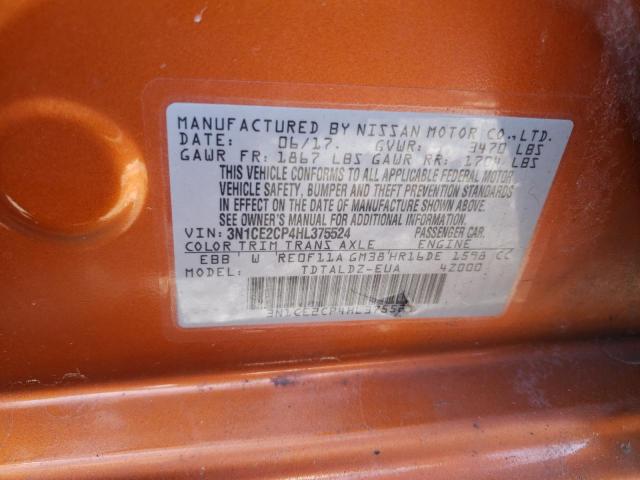 MANUFACTURED BY NISSAN MOTOR CO.,LTD.
DATE: 06/17. GVWR: 3470 LBS
GAWR FR: 1867 LBS GAWR RR: 1704 LBS
THIS VEHICLE CONFORMS TO ALL APPLICABLE FEDERAL MOTOR
VEHICLE SAFETY, BUMPER AND THEFT PREVENTION STANDARDS
IN EFFECT ON THE DATE OF MANUFACTURE SHOWN ABOVE.
SEE OWNER'S MANUAL FOR ADDITIONAL INFORMATION.
VIN: 3N1CE2CP4HL375524 PASSENGER CAR.
COLOR TRIM TRANS AXLE ENGINE
EBB W RE0F11A GM38 HR16DE 1598 CC
MODEL: TDTALDZ-EUA 4Z000
3N1CE2CP4HL3755